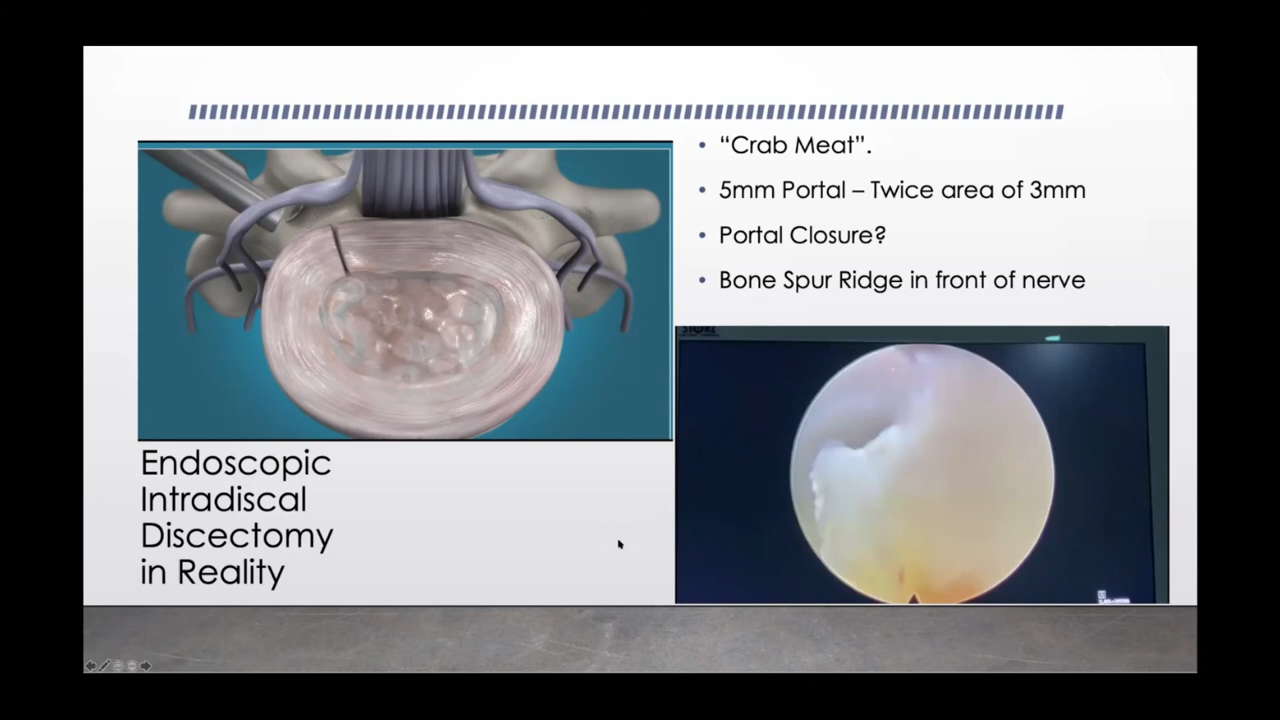 “Crab Meat”.
5mm Portal – Twice area of 3mm
Portal Closure?
Bone Spur Ridge in front of nerve
Endoscopic
Intradiscal
Discectomy
in Reality